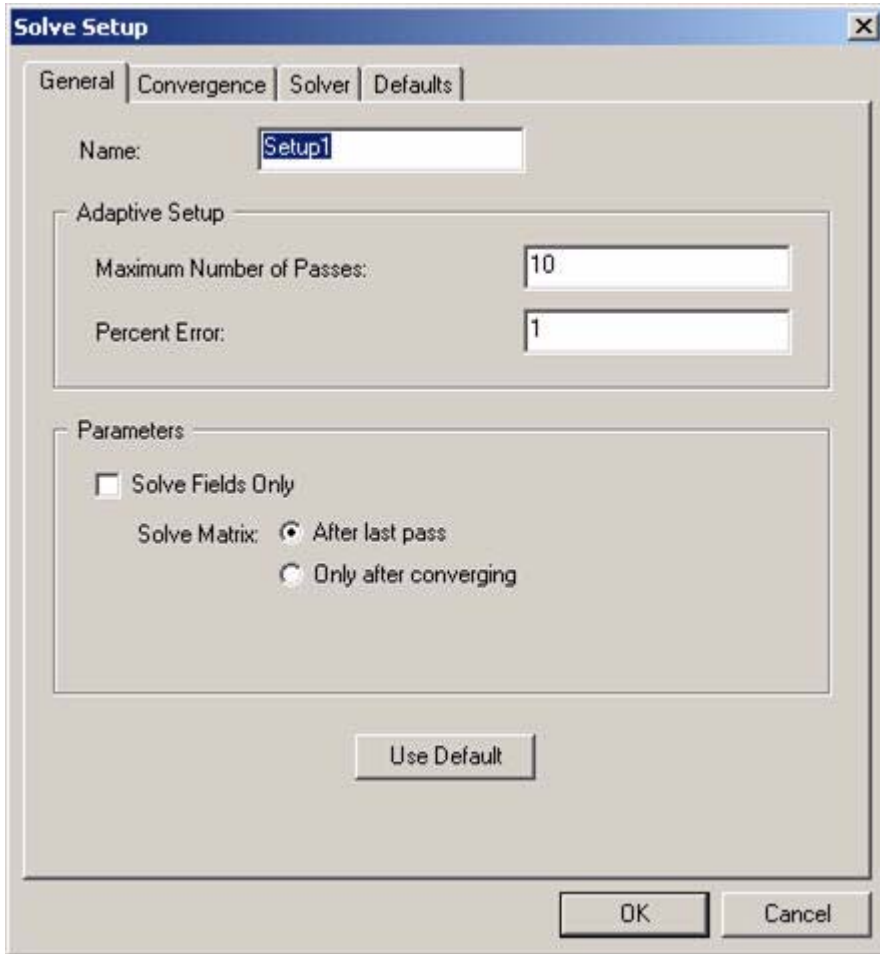 Solve Setup
General Convergence Solver Defaults
Name: Setup1
Adaptive Setup
Maximum Number of Passes: 10
Percent Error: 1
Parameters
Solve Fields Only
Solve Matrix: After last pass
Only after converging
Use Default
OK Cancel